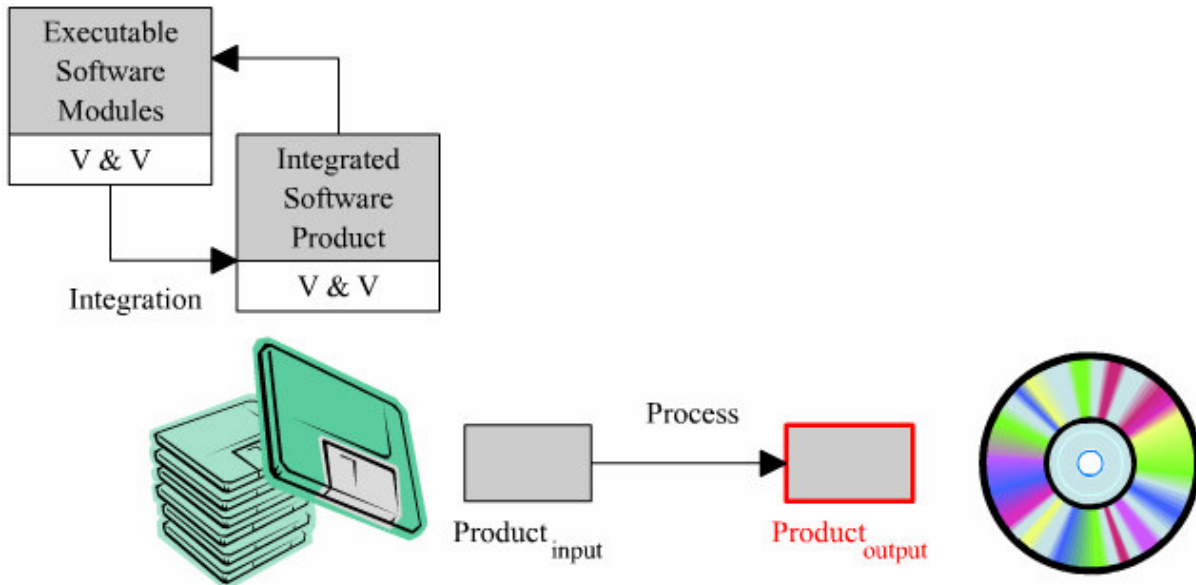 Executable
Software
Modules
V & V
Integrated
Software
Product
V & V
Integration
Process
Product input
Product output